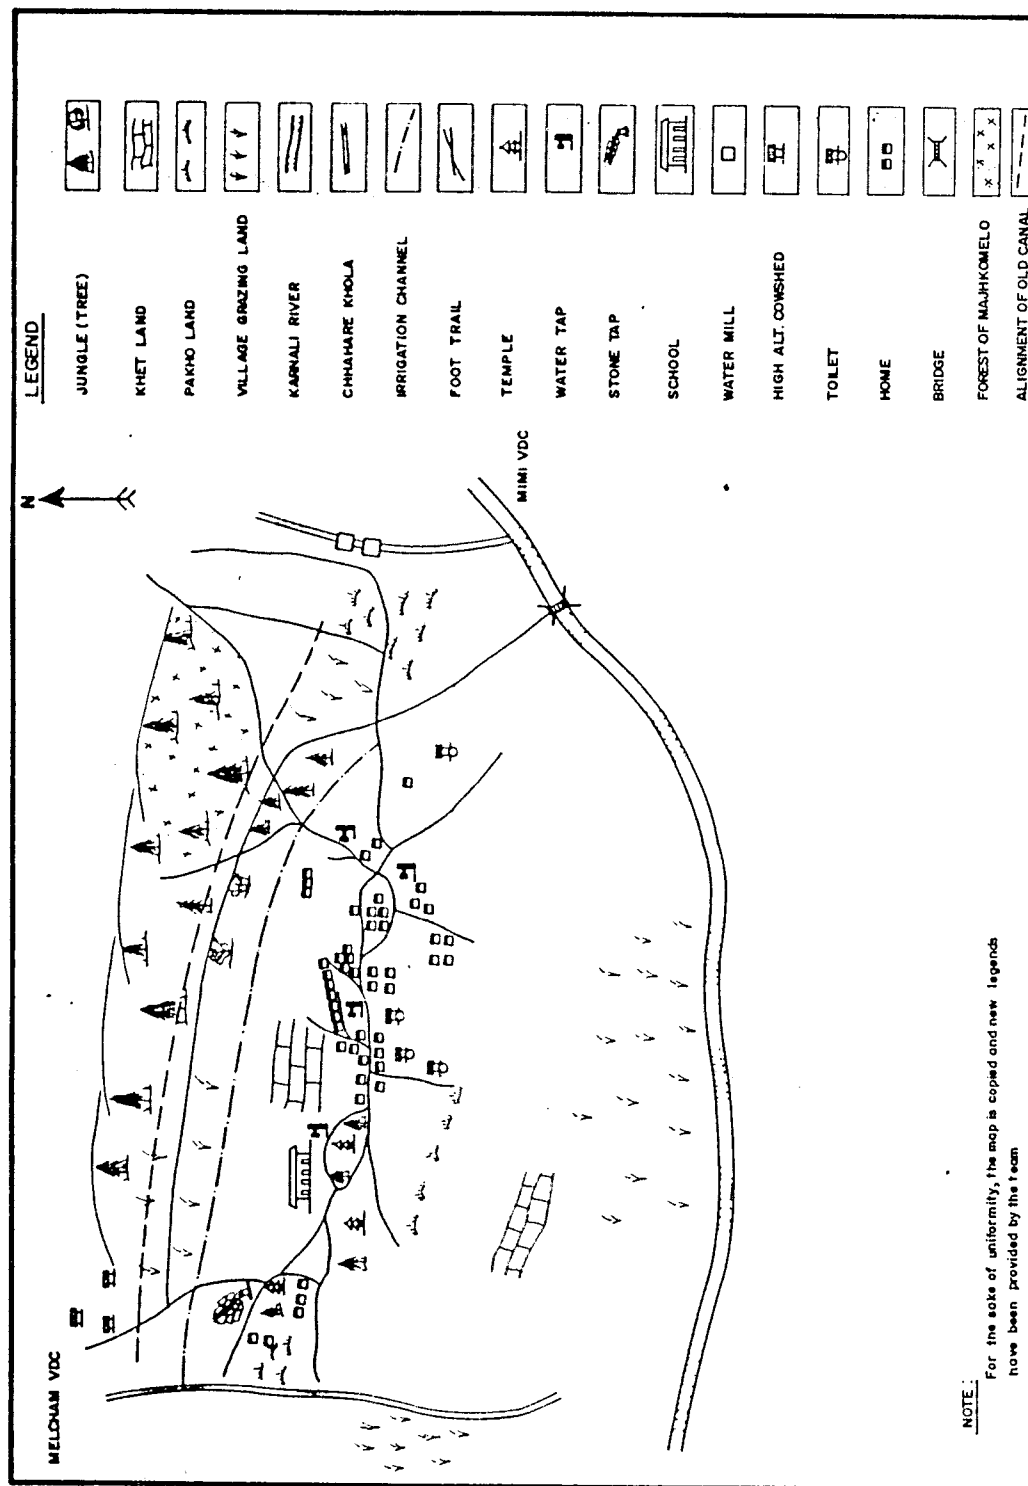 LEGEND
JUNGLE (TREE)
KHET LAND
PAKHO LAND
VILLAGE GRAZING LAND
KARNALI RIVER
CHHAHARE KHOLA
IRRIGATION CHANNEL
FOOT TRAIL
TEMPLE
WATER TAP
STONE TAP
SCHOOL
WATER MILL
HIGH ALT. COWSHED
TOILET
HOME
BRIDGE
FOREST OF MAJHKOMELO
ALIGNMENT OF OLD CANAL
N
MIMI VDC
MELCHAM VDC
NOTE :
For the sake of uniformity, the map is copied and new legends
have been provided by the team